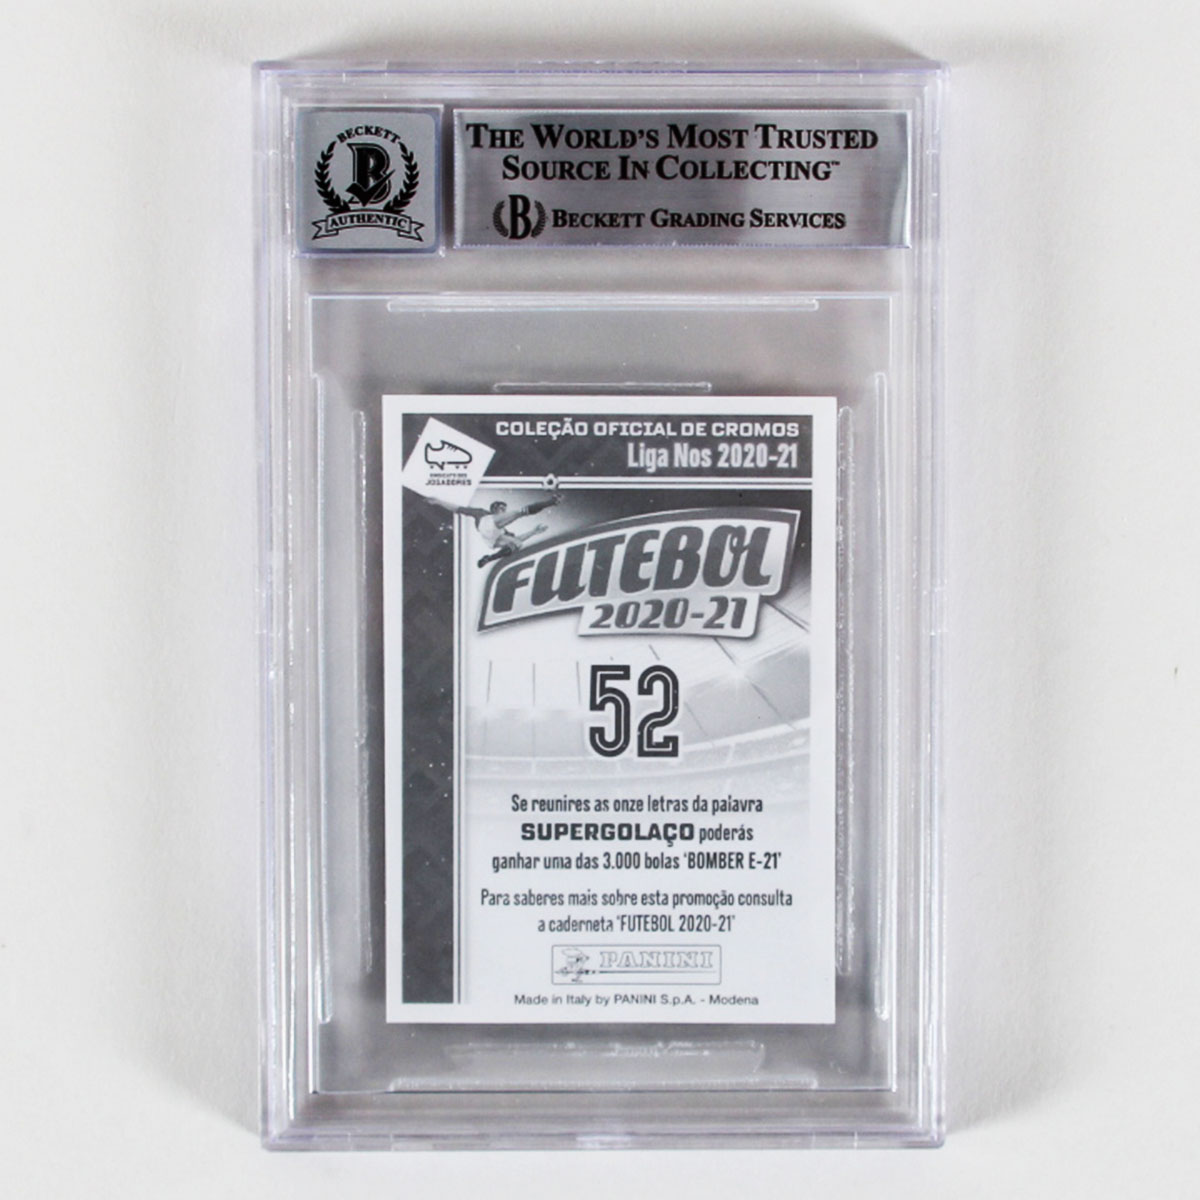 BECKETT
B
AUTHENTIC
THE WORLD'S MOST TRUSTED
SOURCE IN COLLECTING™
B BECKETT GRADING SERVICES
COLEÇÃO OFICIAL DE CROMOS
Liga Nos 2020-21
SINDICATO DOS
JOGADORES
FUTEBOL
2020-21
52
Se reunires as onze letras da palavra
SUPERGOLAÇO poderás
ganhar uma das 3.000 bolas 'BOMBER E-21'
Para saberes mais sobre esta promoção consulta
a caderneta 'FUTEBOL 2020-21'
PANINI
Made in Italy by PANINI S.p.A. - Modena